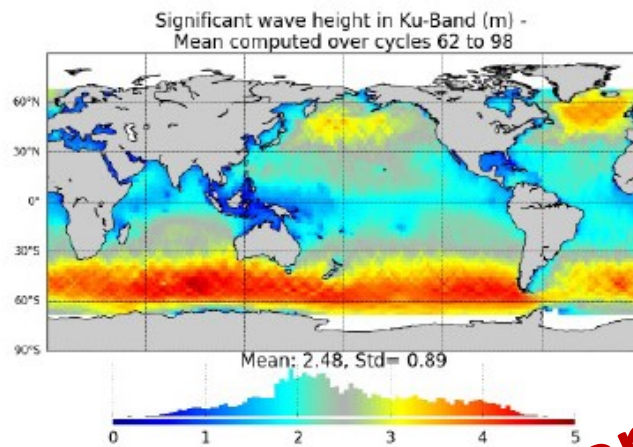 Significant wave height in Ku-Band (m) -
Mean computed over cycles 62 to 98
60°N
30°N
0°
30°S
60°S
90°S
Mean: 2.48, Std= 0.89
0 1 2 3 4 5